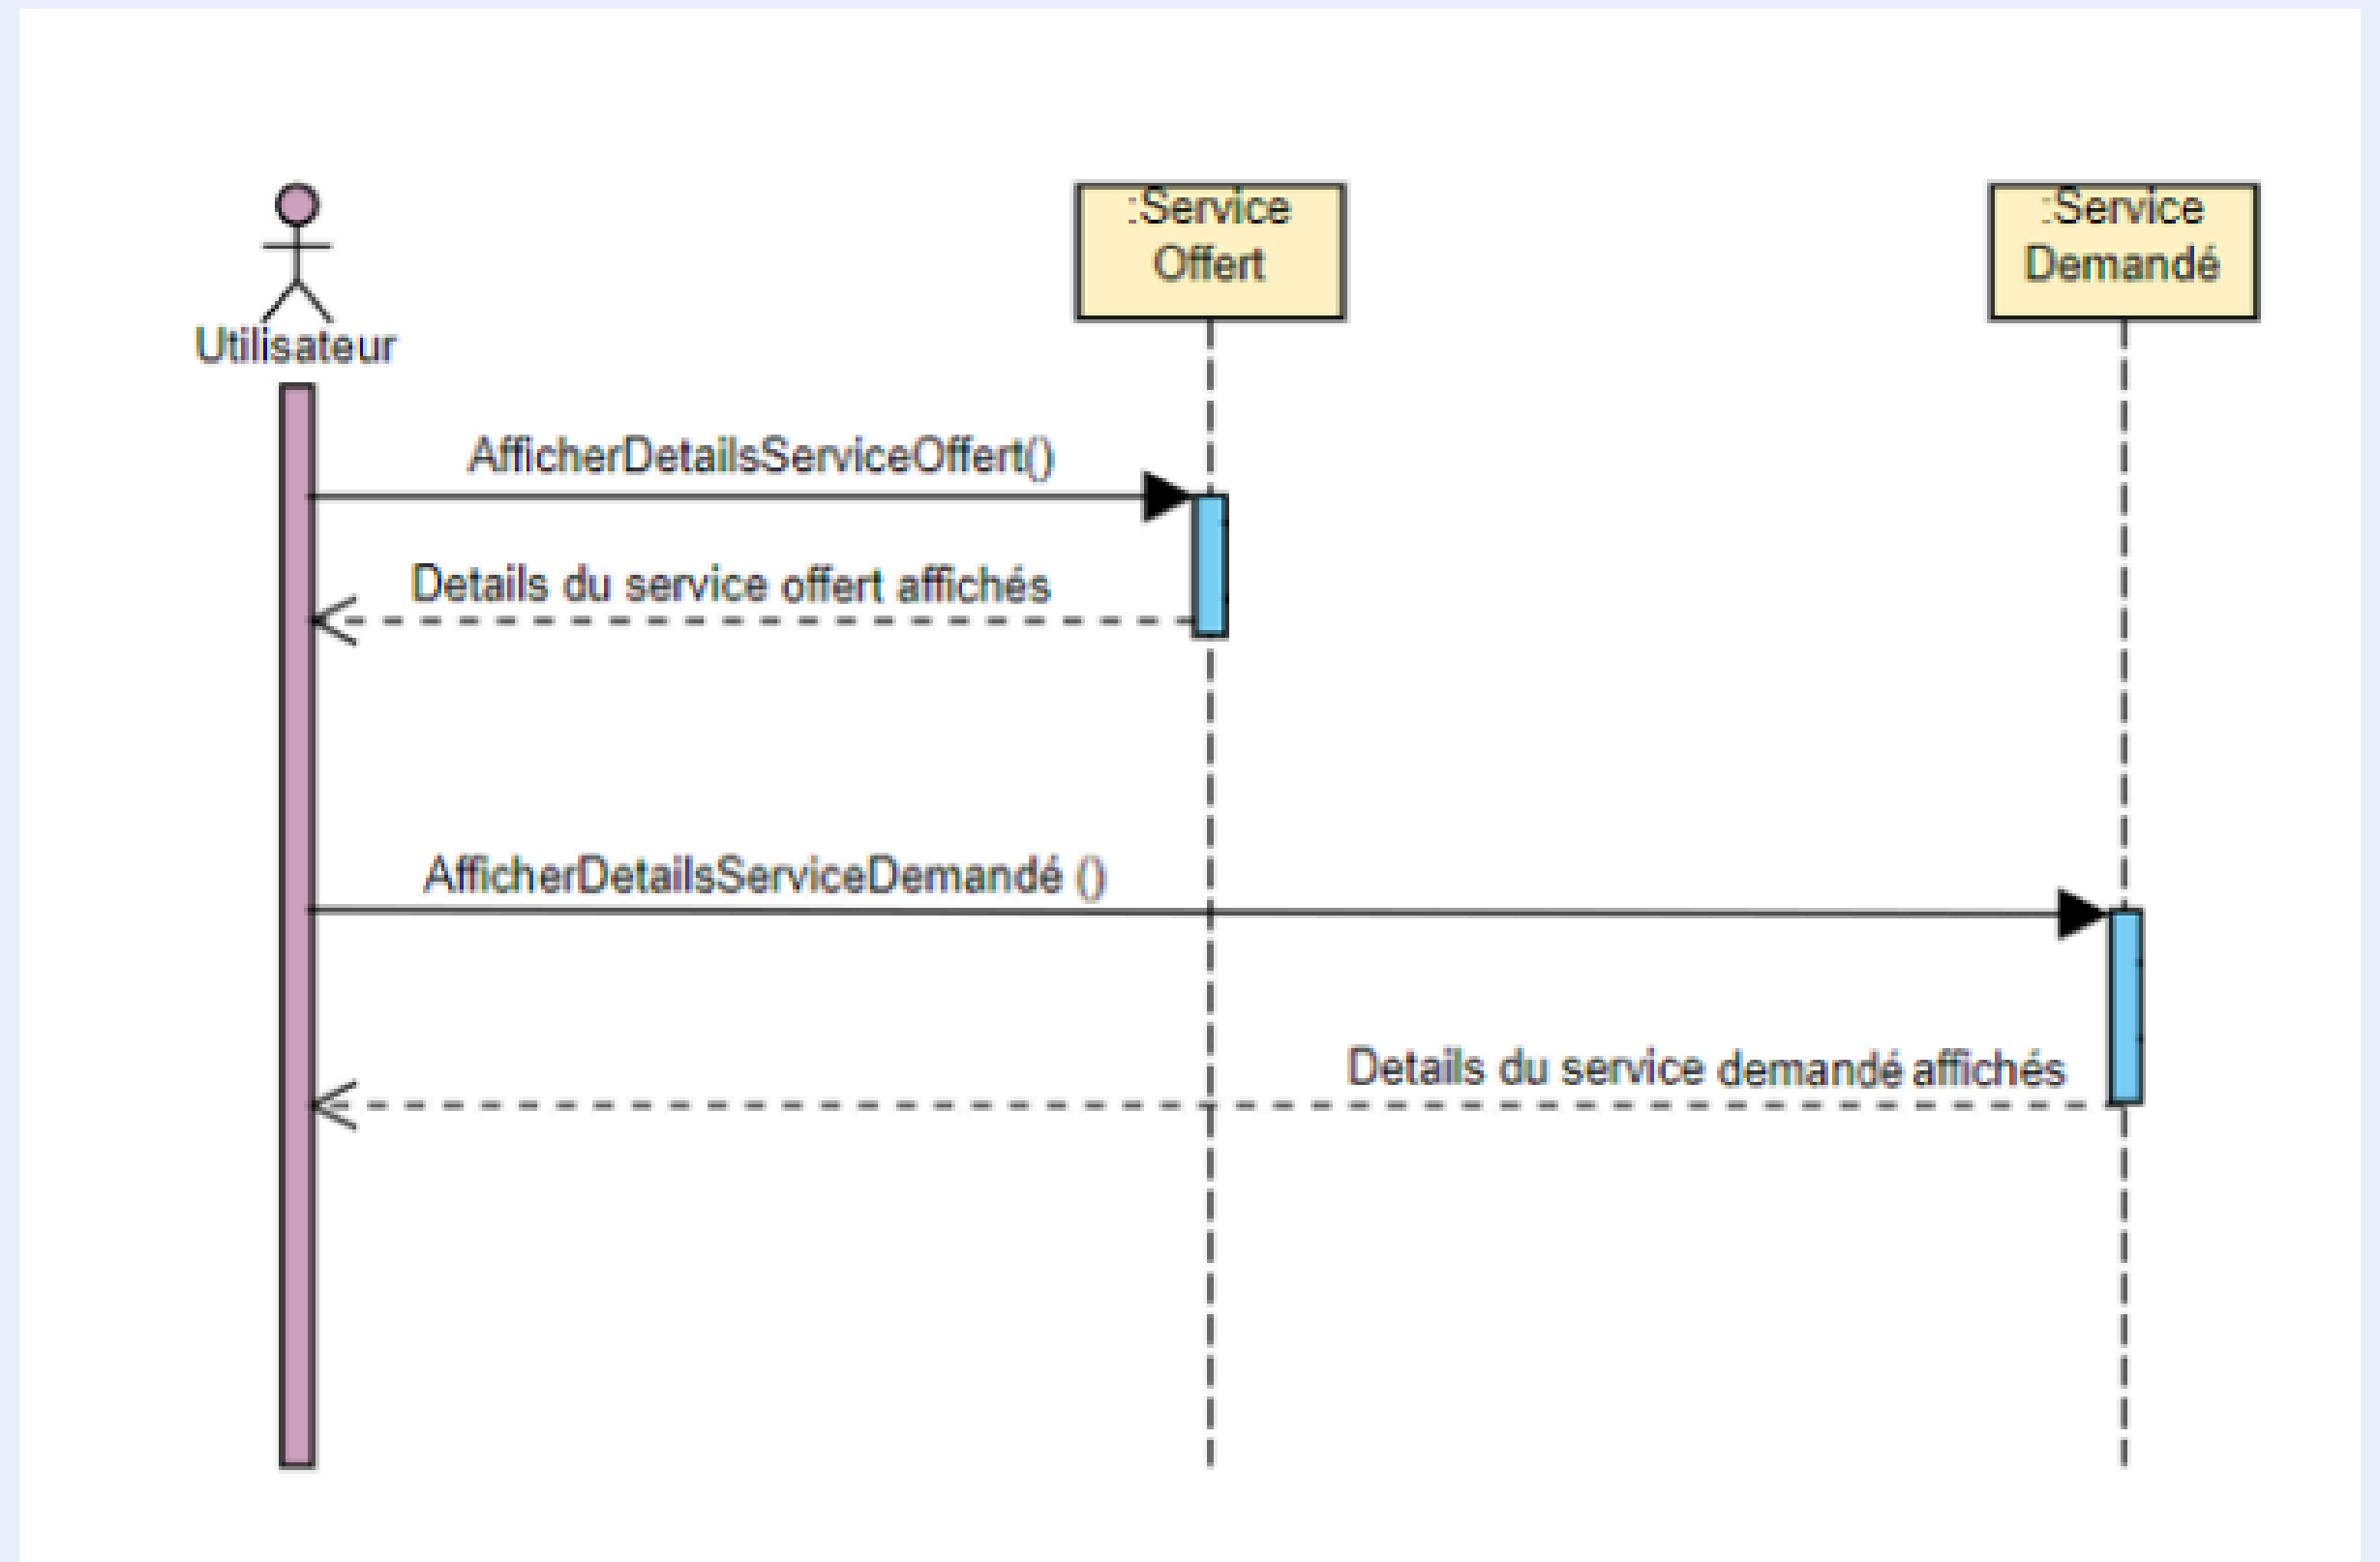 :Service
Offert
:Service
Demandé
Utilisateur
AfficherDetailsServiceOffert()
Details du service offert affichés
AfficherDetailsServiceDemandé ()
Details du service demandé affichés